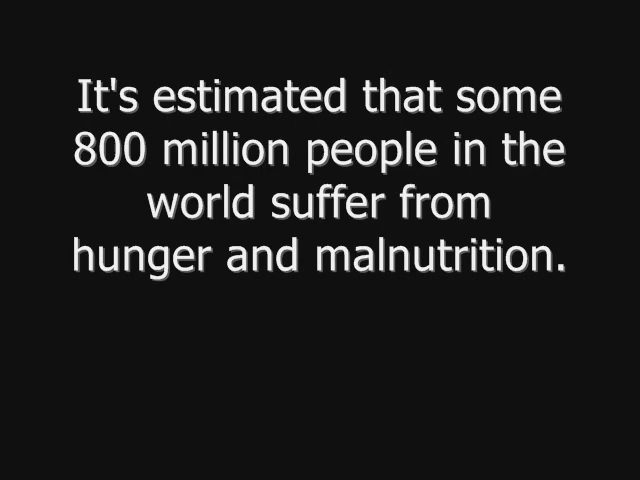 It's estimated that some
800 million people in the
world suffer from
hunger and malnutrition.